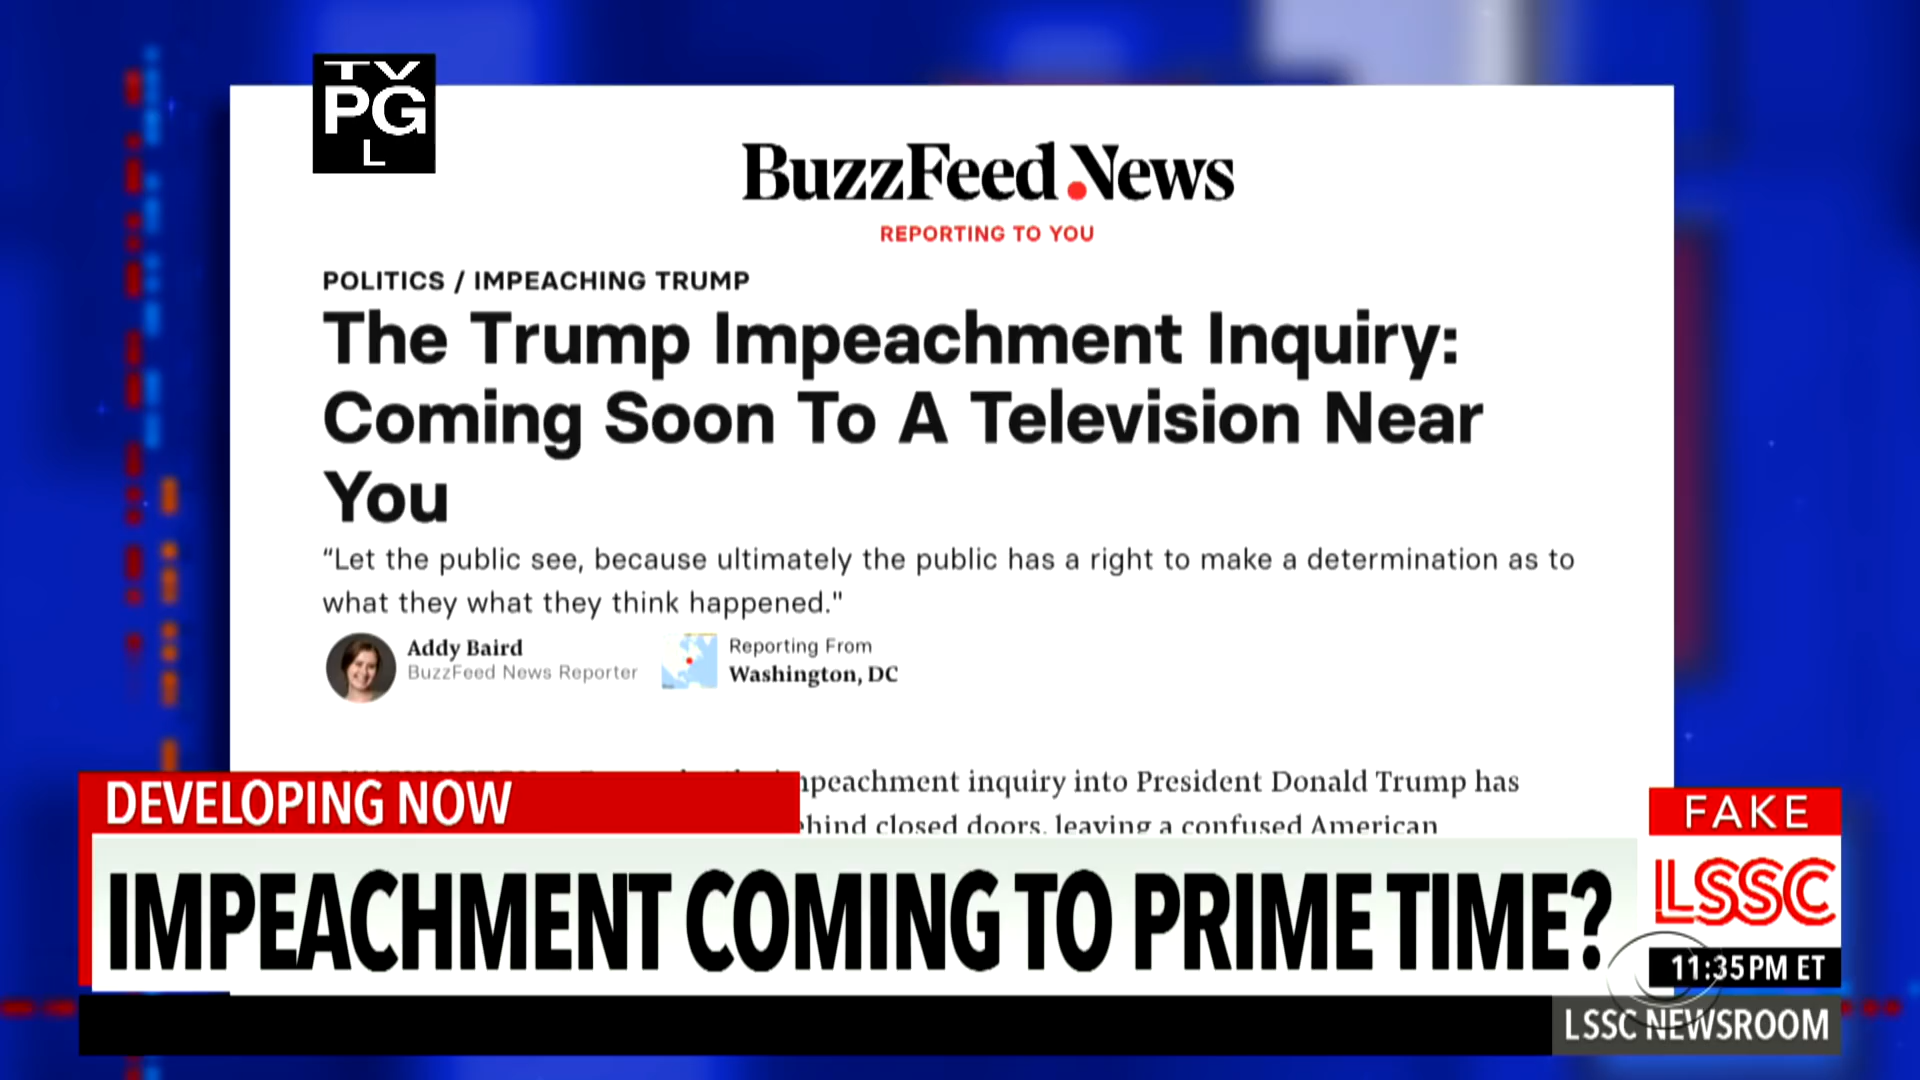 TV
PG
L
BuzzFeed News
REPORTING TO YOU
POLITICS / IMPEACHING TRUMP
The Trump Impeachment Inquiry:
Coming Soon To A Television Near
You
“Let the public see, because ultimately the public has a right to make a determination as to
what they what they think happened."
Addy Baird
BuzzFeed News Reporter
Reporting From
Washington, DC
inquiry into President Donald Trump has
closed doors, leaving a confused American
DEVELOPING NOW
IMPEACHMENT COMING TO PRIME TIME?
FAKE
LSSC
11:35PM ET
LSSC NEWSROOM